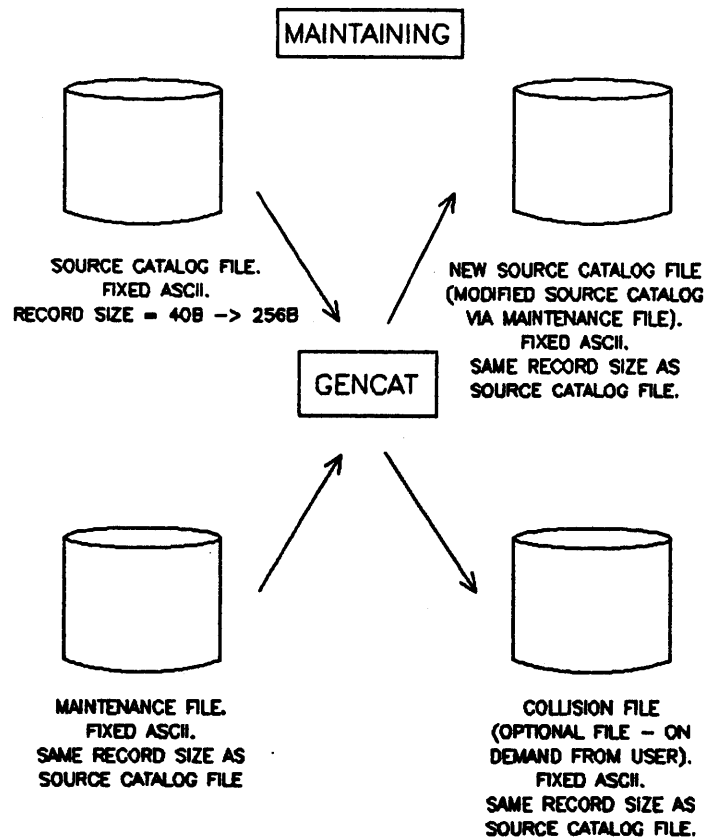 MAINTAINING
SOURCE CATALOG FILE.
FIXED ASCII.
RECORD SIZE = 40B -> 256B
NEW SOURCE CATALOG FILE
(MODIFIED SOURCE CATALOG
VIA MAINTENANCE FILE).
FIXED ASCII.
SAME RECORD SIZE AS
SOURCE CATALOG FILE.
GENCAT
MAINTENANCE FILE.
FIXED ASCII.
SAME RECORD SIZE AS
SOURCE CATALOG FILE
COLLISION FILE
(OPTIONAL FILE - ON
DEMAND FROM USER).
FIXED ASCII.
SAME RECORD SIZE AS
SOURCE CATALOG FILE.